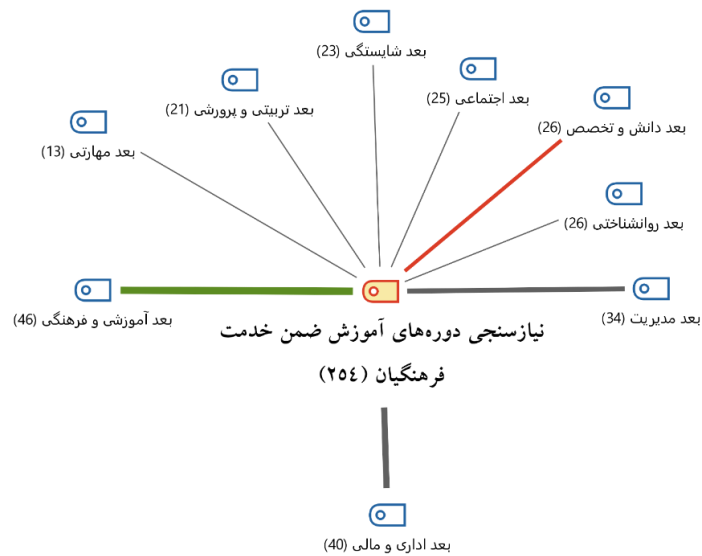 بعد شایستگی (23)
بعد اجتماعی (25)
بعد تربیتی و پرورشی (21)
بعد دانش و تخصص (26)
بعد مهارتی (13)
بعد روانشناختی (26)
بعد مدیریت (34)
بعد آموزشی و فرهنگی (46)
نیازسنجی دوره‌های آموزش ضمن خدمت
فرهنگیان (٢٥٤)
بعد اداری و مالی (40)